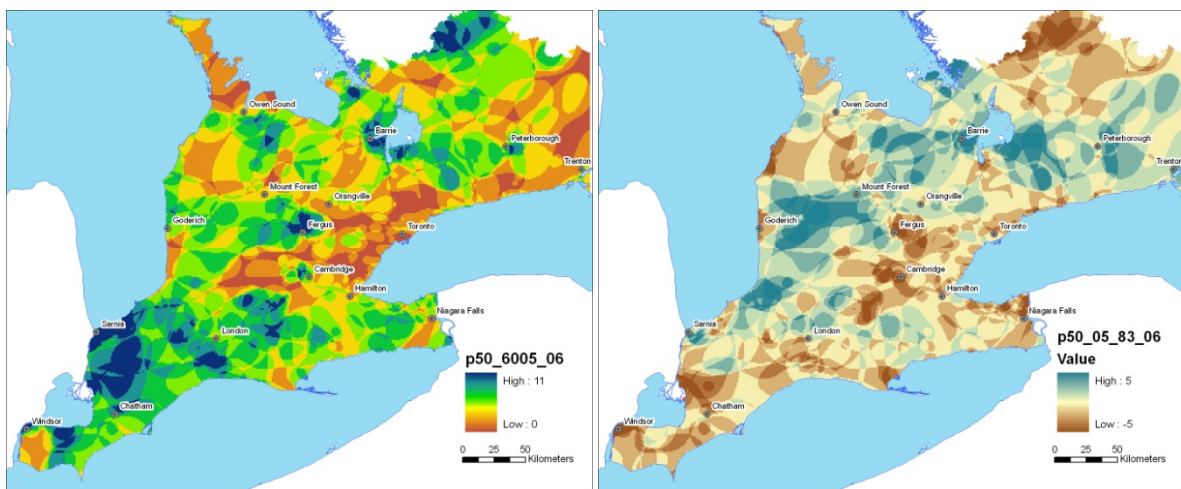 Owen Sound
Barrie
Peterborough
Trenton
Mount Forest
Orangville
Goderich
Fergus
Toronto
Cambridge
Hamilton
Sarnia
London
Niagara Falls
Chatham
Windsor
p50_6005_06
High : 11
Low : 0
0 25 50
Kilometers
Owen Sound
Barrie
Peterborough
Trenton
Mount Forest
Orangville
Goderich
Fergus
Toronto
Cambridge
Hamilton
Niagara Falls
Sarnia
London
Chatham
Windsor
p50_05_83_06
Value
High : 5
Low : -5
0 25 50
Kilometers